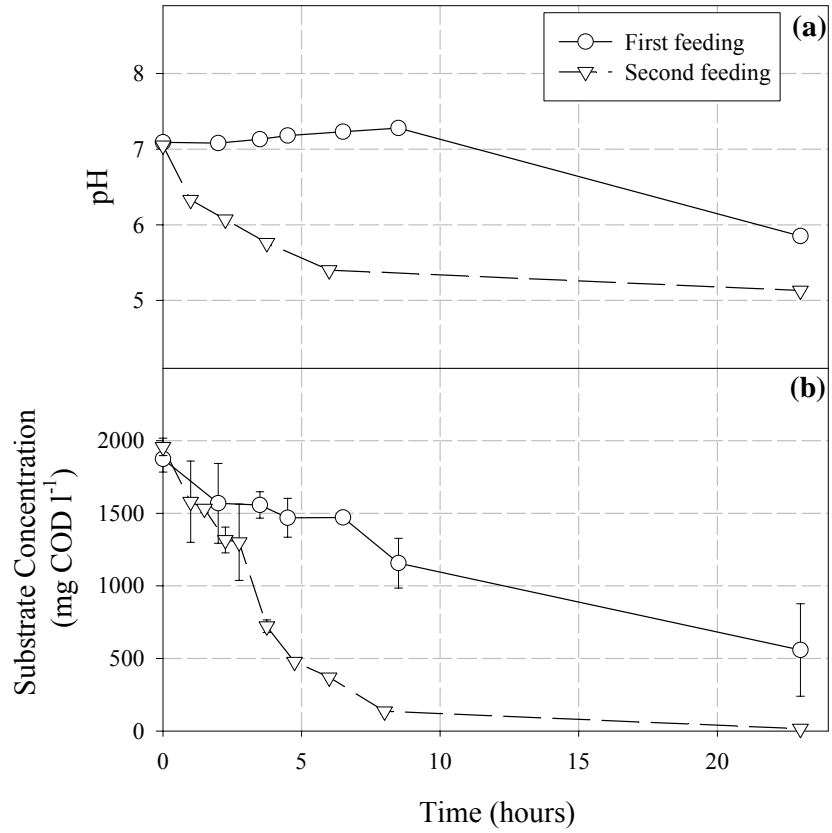 (a)
First feeding
Second feeding
8
7
6
5
pH
(b)
2000
1500
1000
500
0
Substrate Concentration
(mg COD l⁻¹)
0
5
10
15
20
Time (hours)